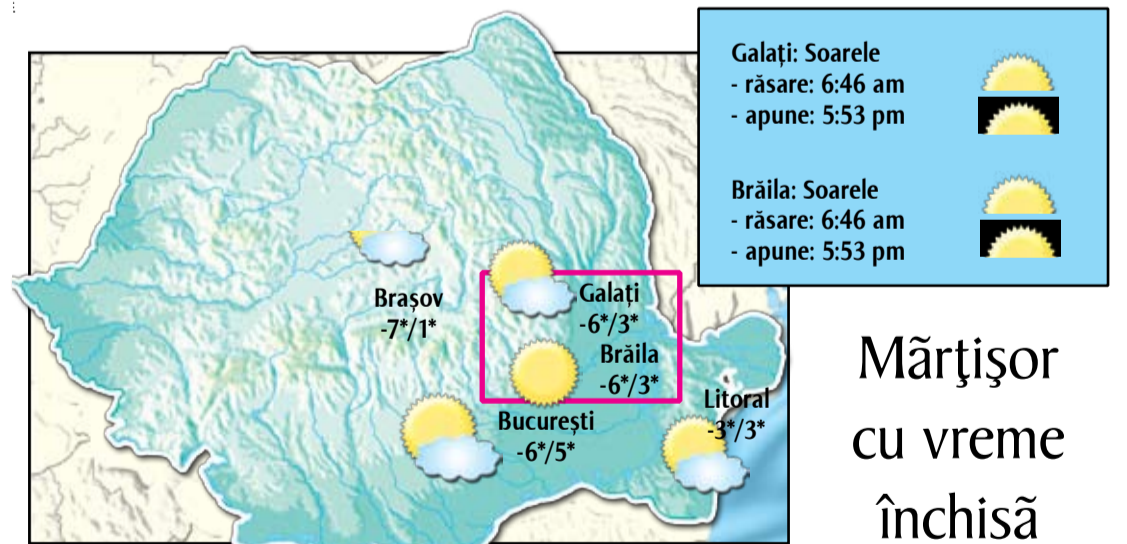 Galați: Soarele
- răsare: 6:46 am
- apune: 5:53 pm
Brăila: Soarele
- răsare: 6:46 am
- apune: 5:53 pm
Brașov
-7*/1*
Galați
-6*/3*
Brăila
-6*/3*
Litoral
-3*/3*
București
-6*/5*
Mãrţişor
cu vreme
închisã